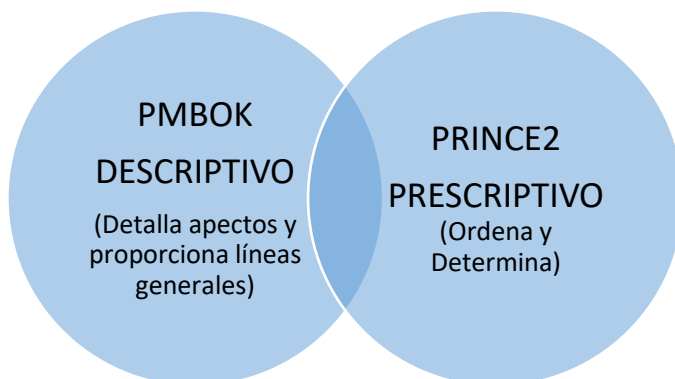 PMBOK
DESCRIPTIVO
(Detalla apectos y
proporciona líneas
generales)
PRINCE2
PRESCRIPTIVO
(Ordena y
Determina)